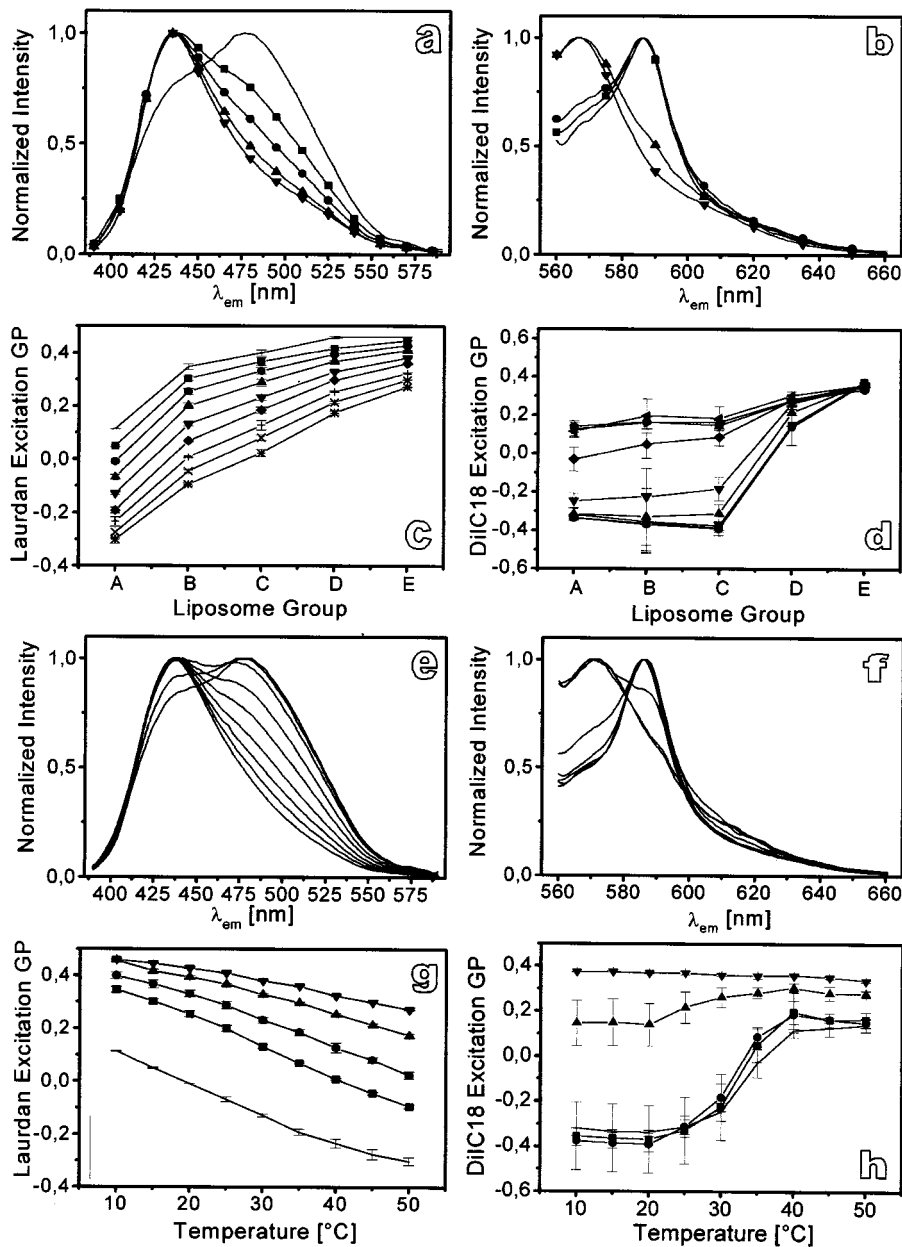 a
Normalized Intensity
1,0
0,5
0,0
400 425 450 475 500 525 550 575
λem [nm]
b
Normalized Intensity
1,0
0,5
0,0
560 580 600 620 640 660
λem [nm]
c
Laurdan Excitation GP
0,4
0,2
0,0
-0,2
-0,4
A B C D E
Liposome Group
d
DiIC18 Excitation GP
0,6
0,4
0,2
0,0
-0,2
-0,4
-0,6
A B C D E
Liposome Group
e
Normalized Intensity
1,0
0,5
0,0
400 425 450 475 500 525 550 575
λem [nm]
f
Normalized Intensity
1,0
0,5
0,0
560 580 600 620 640 660
λem [nm]
g
Laurdan Excitation GP
0,4
0,2
0,0
-0,2
-0,4
10 20 30 40 50
Temperature [°C]
h
DiIC18 Excitation GP
0,4
0,2
0,0
-0,2
-0,4
-0,6
10 20 30 40 50
Temperature [°C]